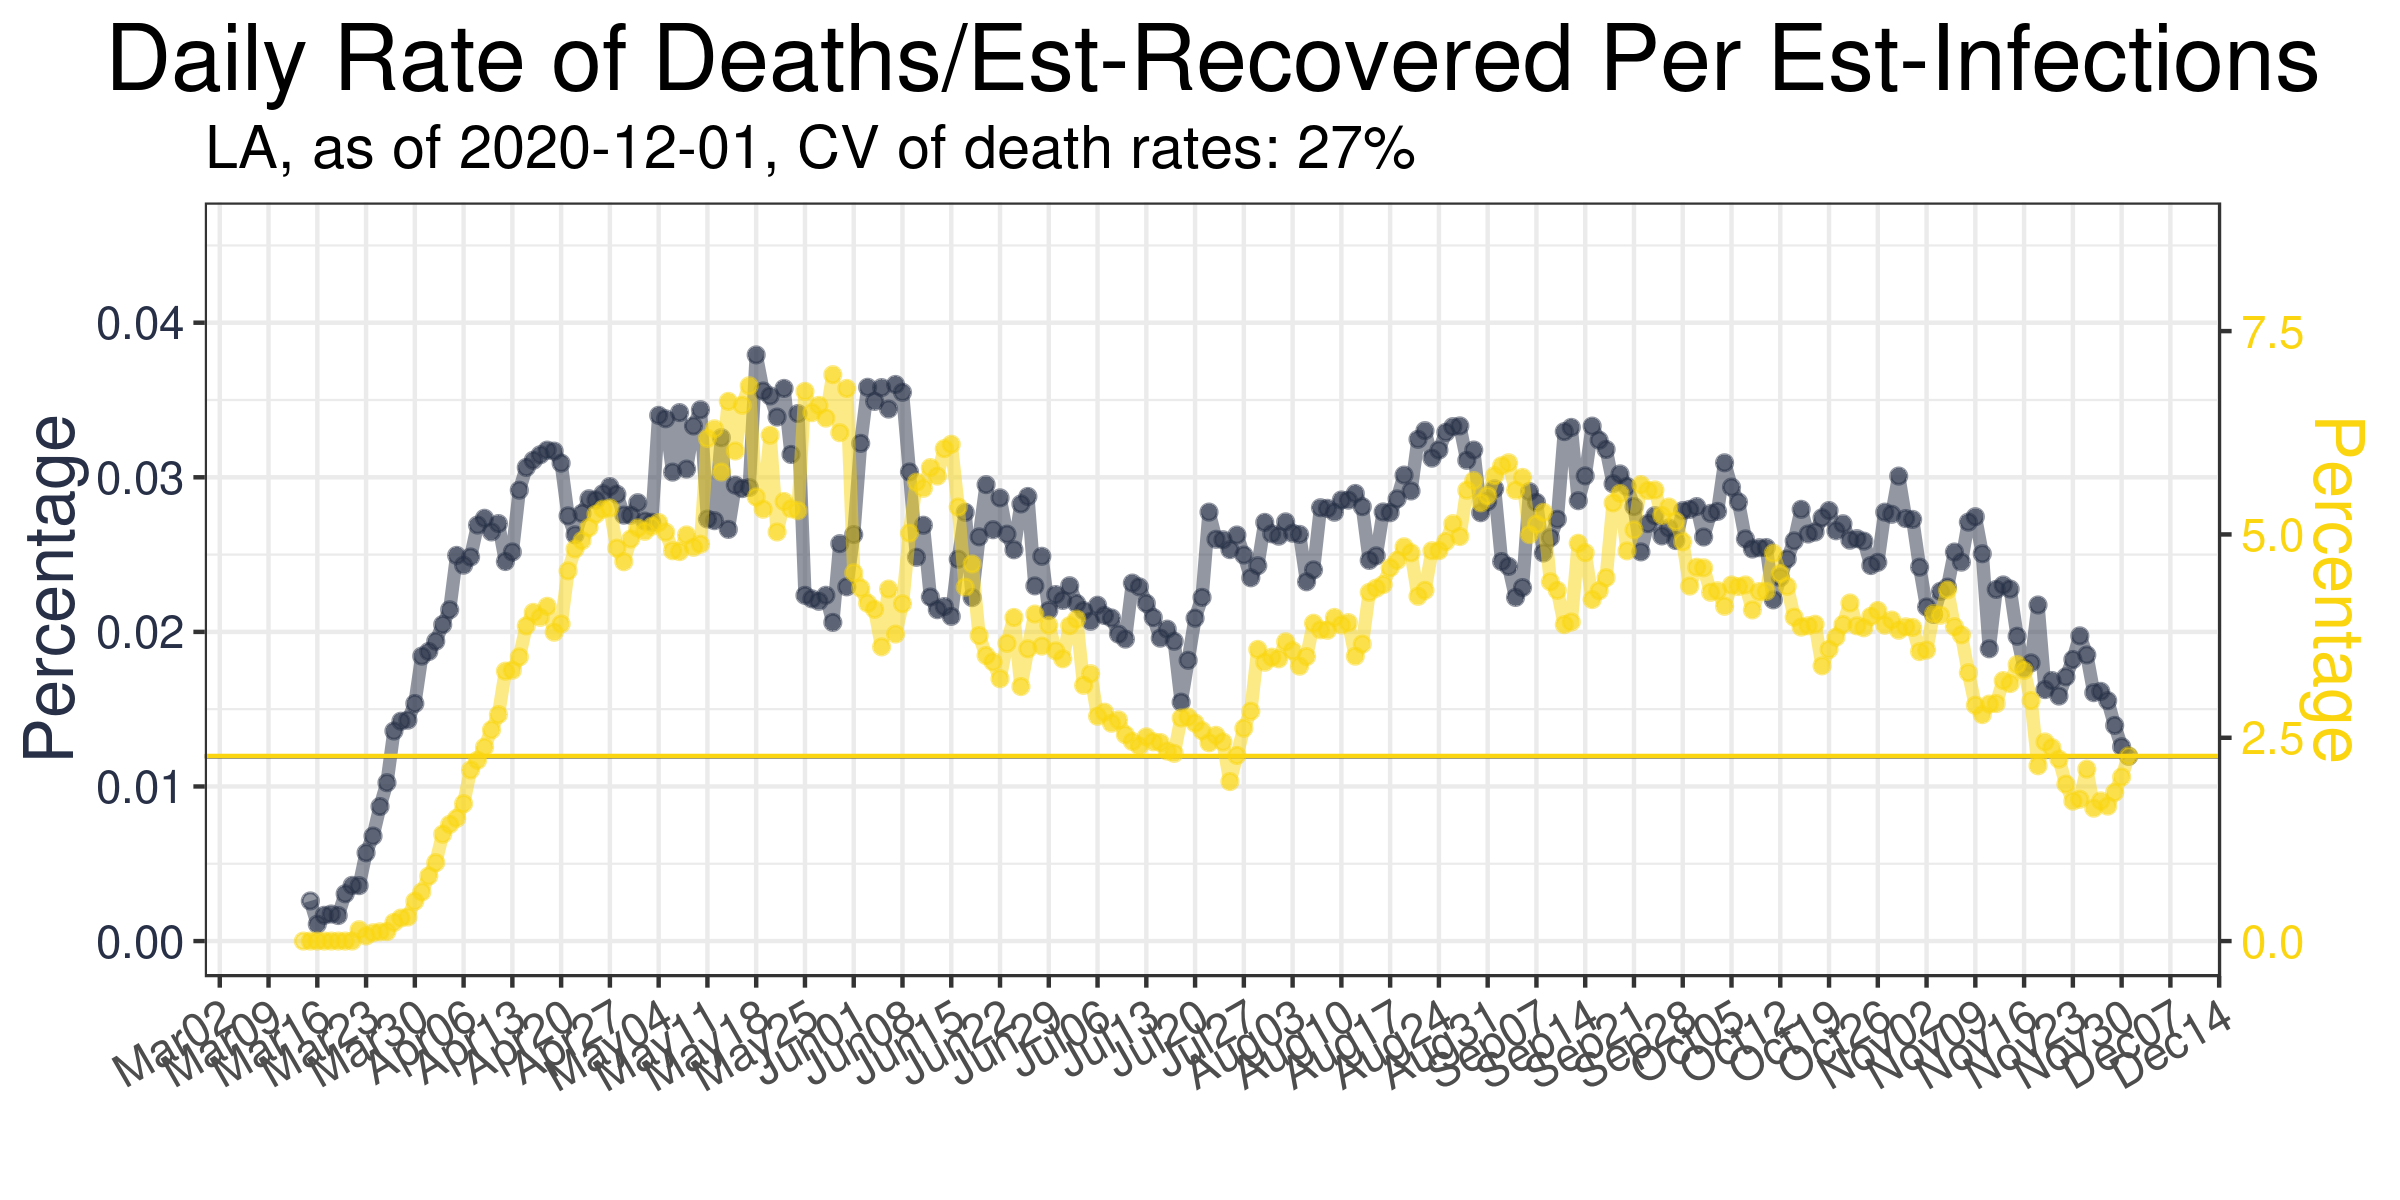 Daily Rate of Deaths/Est-Recovered Per Est-Infections
LA, as of 2020-12-01, CV of death rates: 27%
Percentage
0.04
0.03
0.02
0.01
0.00
7.5
5.0
2.5
0.0
Percentage
Mar02
Mar09
Mar16
Mar23
Mar30
Apr06
Apr13
Apr20
Apr27
May04
May11
May18
May25
Jun01
Jun08
Jun15
Jun22
Jun29
Jul06
Jul13
Jul20
Jul27
Aug03
Aug10
Aug17
Aug24
Aug31
Sep07
Sep14
Sep21
Sep28
Oct05
Oct12
Oct19
Oct26
Nov02
Nov09
Nov16
Nov23
Nov30
Dec07
Dec14